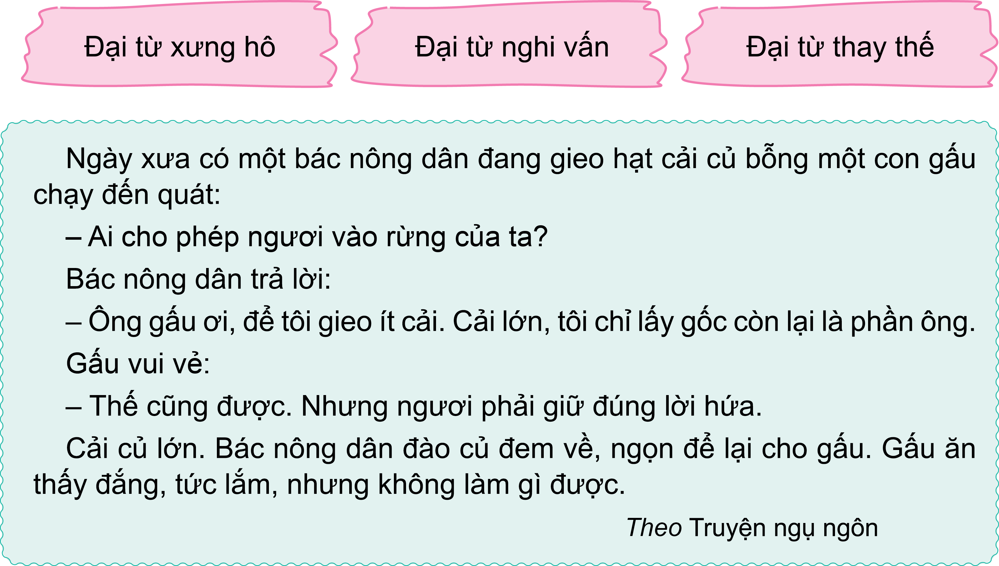 Đại từ xưng hô
Đại từ nghi vấn
Đại từ thay thế
Ngày xưa có một bác nông dân đang gieo hạt cải củ bỗng một con gấu
chạy đến quát:
– Ai cho phép ngươi vào rừng của ta?
Bác nông dân trả lời:
– Ông gấu ơi, để tôi gieo ít cải. Cải lớn, tôi chỉ lấy gốc còn lại là phần ông.
Gấu vui vẻ:
– Thế cũng được. Nhưng ngươi phải giữ đúng lời hứa.
Cải củ lớn. Bác nông dân đào củ đem về, ngọn để lại cho gấu. Gấu ăn
thấy đắng, tức lắm, nhưng không làm gì được.
Theo Truyện ngụ ngôn